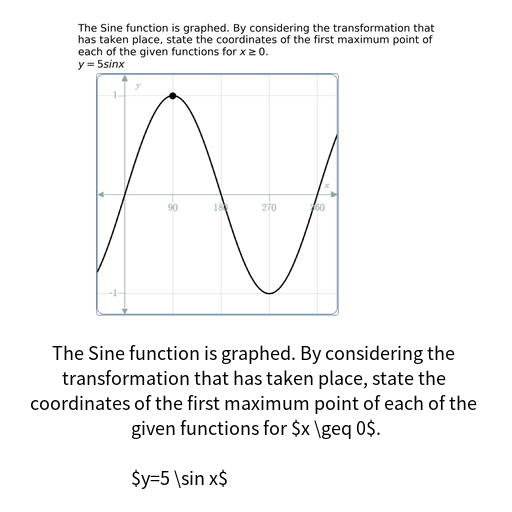 The Sine function is graphed. By considering the transformation that
has taken place, state the coordinates of the first maximum point of
each of the given functions for x ≥ 0.
y = 5sinx
y
1
x
90
180
270
360
-1
The Sine function is graphed. By considering the
transformation that has taken place, state the
coordinates of the first maximum point of each of the
given functions for $x \geq 0$.
$y=5 \sin x$